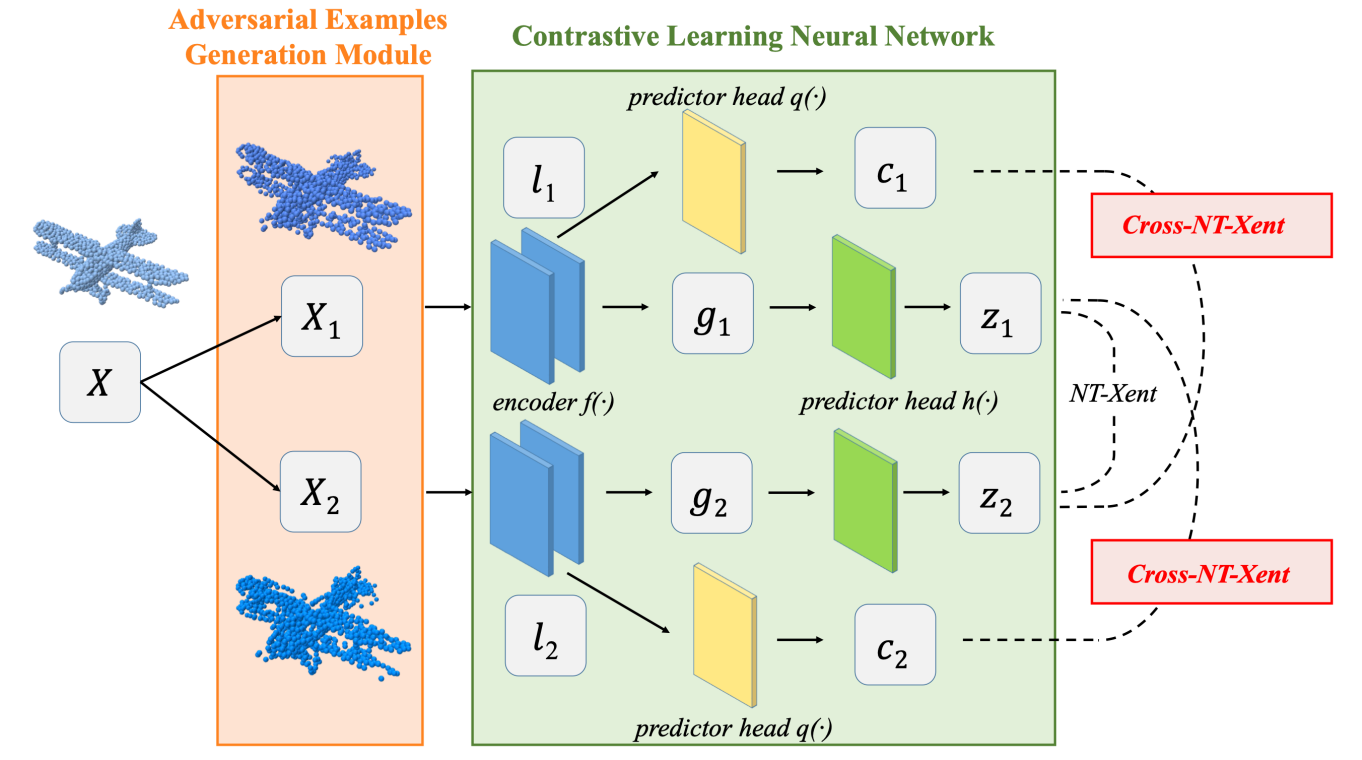 Adversarial Examples
Generation Module
Contrastive Learning Neural Network
predictor head q(·)
l₁
c₁
Cross-NT-Xent
X₁
g₁
z₁
X
encoder f(·)
predictor head h(·)
NT-Xent
X₂
g₂
z₂
Cross-NT-Xent
l₂
c₂
predictor head q(·)